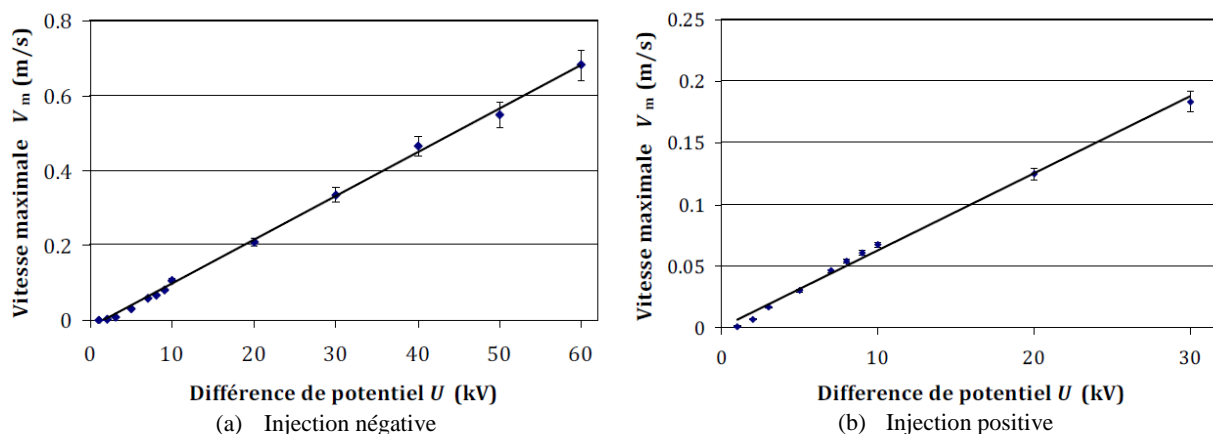 Vitesse maximale V m (m/s)
0.8
0.6
0.4
0.2
0
0 10 20 30 40 50 60
Différence de potentiel U (kV)
(a) Injection négative
Vitesse maximale V m (m/s)
0.25
0.2
0.15
0.1
0.05
0
0 10 20 30
Différence de potentiel U (kV)
(b) Injection positive